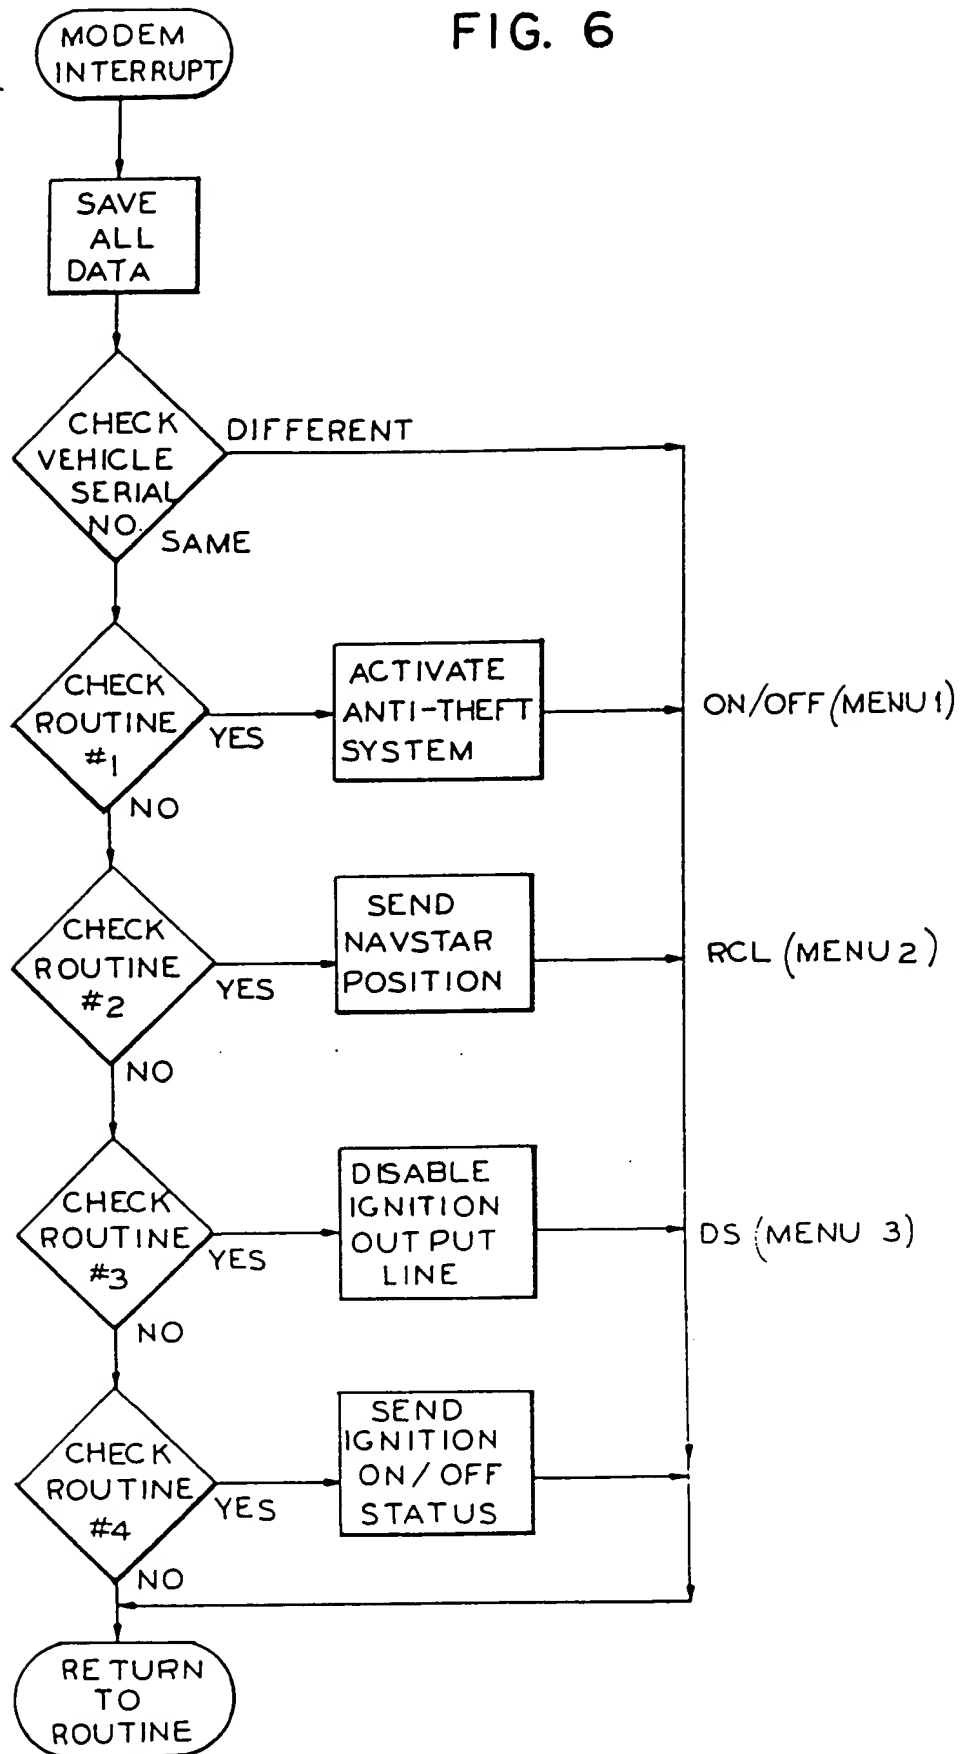 FIG. 6
MODEM
INTERRUPT
SAVE
ALL
DATA
CHECK
VEHICLE
SERIAL
NO.
DIFFERENT
SAME
CHECK
ROUTINE
#1
YES
NO
ACTIVATE
ANTI-THEFT
SYSTEM
ON/OFF (MENU 1)
CHECK
ROUTINE
#2
YES
NO
SEND
NAVSTAR
POSITION
RCL (MENU 2)
CHECK
ROUTINE
#3
YES
NO
DISABLE
IGNITION
OUT PUT
LINE
DS (MENU 3)
CHECK
ROUTINE
#4
YES
NO
SEND
IGNITION
ON/OFF
STATUS
RETURN
TO
ROUTINE